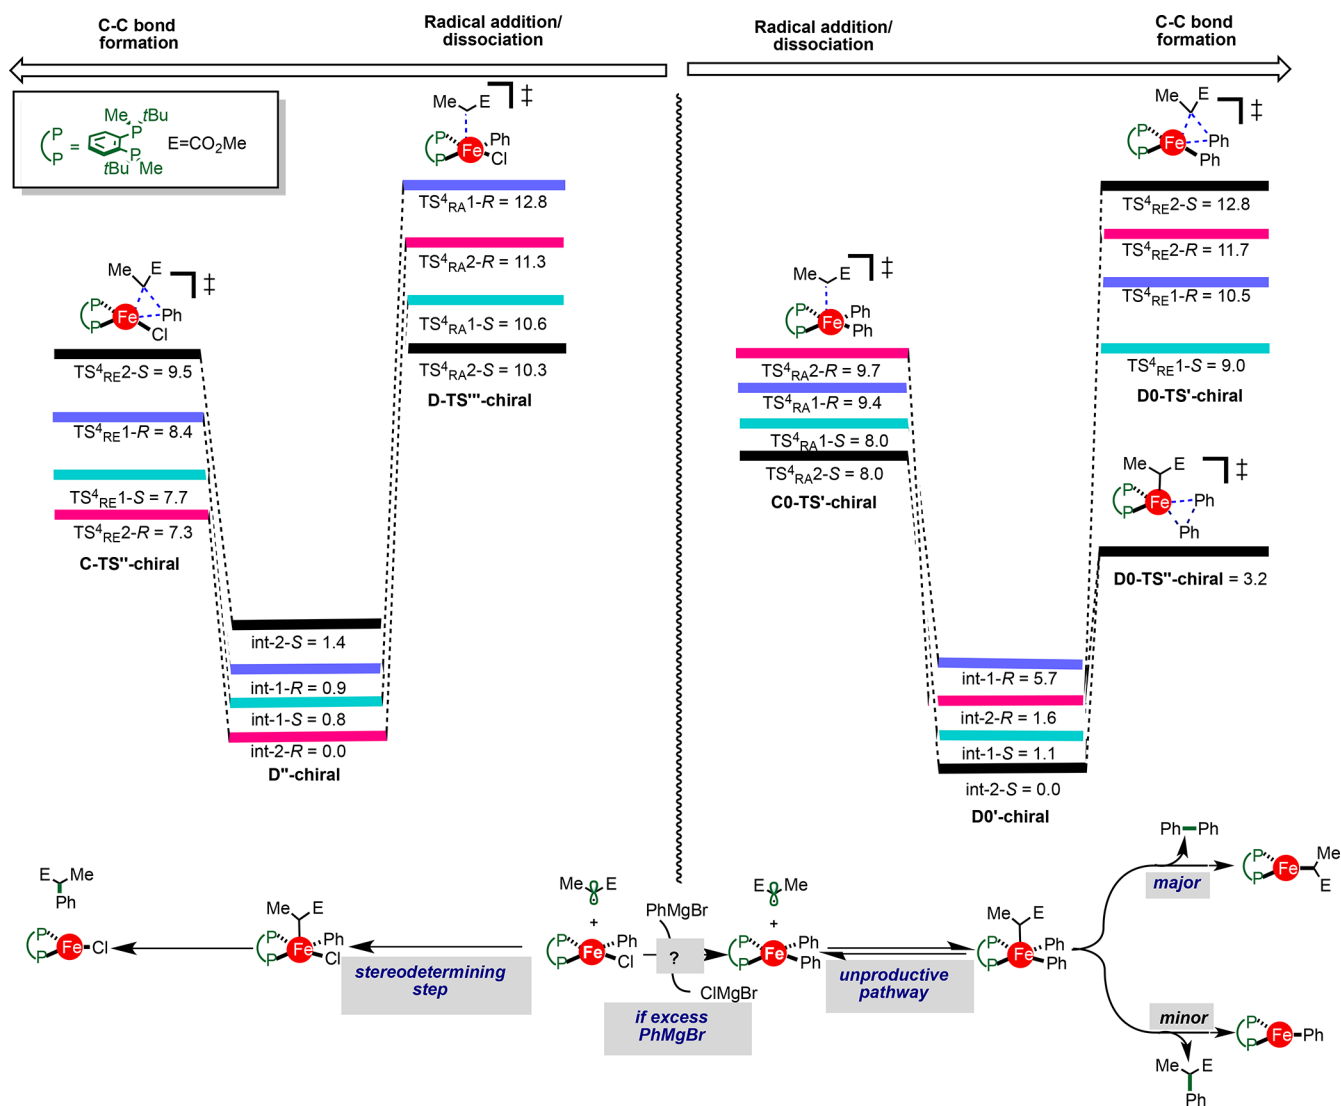 C-C bond
formation
Radical addition/
dissociation
Radical addition/
dissociation
C-C bond
formation
P
P
=
Me
tBu
P
P
tBu
Me
E=CO2Me
Me
E
‡
P
P
Fe
Ph
Cl
TS⁴RA1-R = 12.8
TS⁴RA2-R = 11.3
TS⁴RA1-S = 10.6
TS⁴RA2-S = 10.3
D-TS'''-chiral
Me
E
‡
P
P
Fe
Ph
Cl
TS⁴RE2-S = 9.5
TS⁴RE1-R = 8.4
TS⁴RE1-S = 7.7
TS⁴RE2-R = 7.3
C-TS''-chiral
int-2-S = 1.4
int-1-R = 0.9
int-1-S = 0.8
int-2-R = 0.0
D''-chiral
Me
E
‡
P
P
Fe
Ph
Ph
TS⁴RA2-R = 9.7
TS⁴RA1-R = 9.4
TS⁴RA1-S = 8.0
TS⁴RA2-S = 8.0
C0-TS'-chiral
Me
E
‡
P
P
Fe
Ph
Ph
TS⁴RE2-S = 12.8
TS⁴RE2-R = 11.7
TS⁴RE1-R = 10.5
TS⁴RE1-S = 9.0
D0-TS'-chiral
Me
E
‡
P
P
Fe
Ph
Ph
D0-TS''-chiral = 3.2
int-1-R = 5.7
int-2-R = 1.6
int-1-S = 1.1
int-2-S = 0.0
D0'-chiral
E
Me
Ph
P
P
Fe
Cl
Me
E
P
P
Fe
Ph
Cl
stereodetermining
step
Me
E
+
P
P
Fe
Ph
Cl
PhMgBr
?
ClMgBr
if excess
PhMgBr
E
Me
+
P
P
Fe
Ph
Ph
unproductive
pathway
Me
E
P
P
Fe
Ph
Ph
Ph
Ph
major
P
P
Fe
Me
E
minor
P
P
Fe
Ph
Me
E
Ph